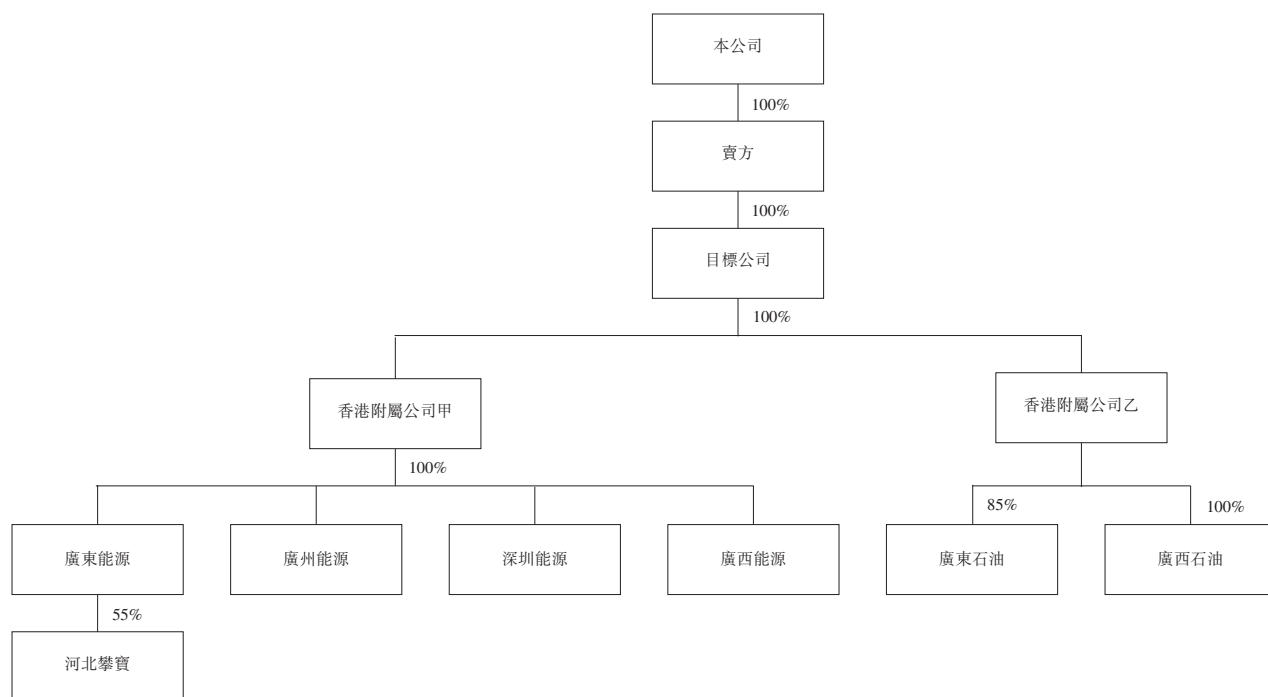 本公司
100%
賣方
100%
目標公司
100%
香港附屬公司甲
香港附屬公司乙
100%
85%
100%
廣東能源
廣州能源
深圳能源
廣西能源
廣東石油
廣西石油
55%
河北攀寶